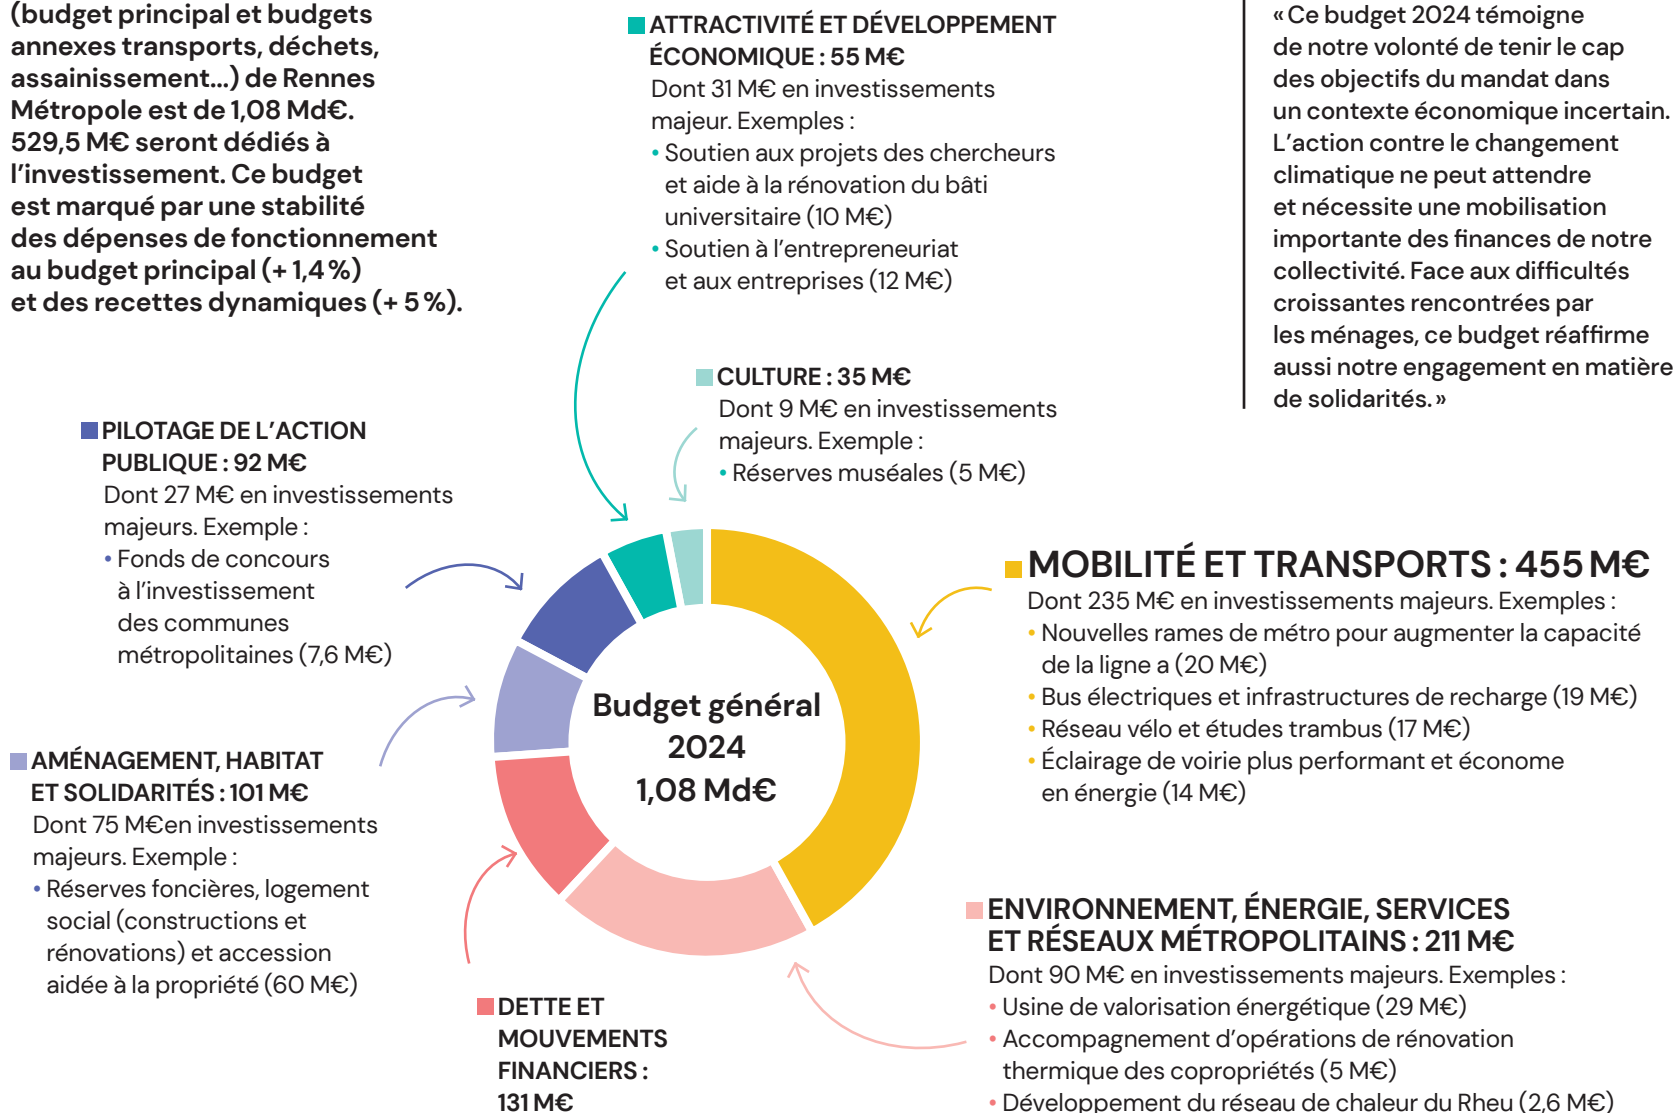 (budget principal et budgets
annexes transports, déchets,
assainissement...) de Rennes
Métropole est de 1,08 Md€.
529,5 M€ seront dédiés à
l'investissement. Ce budget
est marqué par une stabilité
des dépenses de fonctionnement
au budget principal (+ 1,4 %)
et des recettes dynamiques (+ 5 %).
ATTRACTIVITÉ ET DÉVELOPPEMENT
ÉCONOMIQUE : 55 M€
Dont 31 M€ en investissements
majeur. Exemples :
• Soutien aux projets des chercheurs
et aide à la rénovation du bâti
universitaire (10 M€)
• Soutien à l'entrepreneuriat
et aux entreprises (12 M€)
« Ce budget 2024 témoigne
de notre volonté de tenir le cap
des objectifs du mandat dans
un contexte économique incertain.
L'action contre le changement
climatique ne peut attendre
et nécessite une mobilisation
importante des finances de notre
collectivité. Face aux difficultés
croissantes rencontrées par
les ménages, ce budget réaffirme
aussi notre engagement en matière
de solidarités. »
CULTURE : 35 M€
Dont 9 M€ en investissements
majeurs. Exemple :
• Réserves muséales (5 M€)
PILOTAGE DE L'ACTION
PUBLIQUE : 92 M€
Dont 27 M€ en investissements
majeurs. Exemple :
• Fonds de concours
à l'investissement
des communes
métropolitaines (7,6 M€)
MOBILITÉ ET TRANSPORTS : 455 M€
Dont 235 M€ en investissements majeurs. Exemples :
• Nouvelles rames de métro pour augmenter la capacité
de la ligne a (20 M€)
• Bus électriques et infrastructures de recharge (19 M€)
• Réseau vélo et études trambus (17 M€)
• Éclairage de voirie plus performant et économe
en énergie (14 M€)
Budget général
2024
1,08 Md€
AMÉNAGEMENT, HABITAT
ET SOLIDARITÉS : 101 M€
Dont 75 M€en investissements
majeurs. Exemple :
• Réserves foncières, logement
social (constructions et
rénovations) et accession
aidée à la propriété (60 M€)
DETTE ET
MOUVEMENTS
FINANCIERS :
131 M€
ENVIRONNEMENT, ÉNERGIE, SERVICES
ET RÉSEAUX MÉTROPOLITAINS : 211 M€
Dont 90 M€ en investissements majeurs. Exemples :
• Usine de valorisation énergétique (29 M€)
• Accompagnement d'opérations de rénovation
thermique des copropriétés (5 M€)
• Développement du réseau de chaleur du Rheu (2,6 M€)